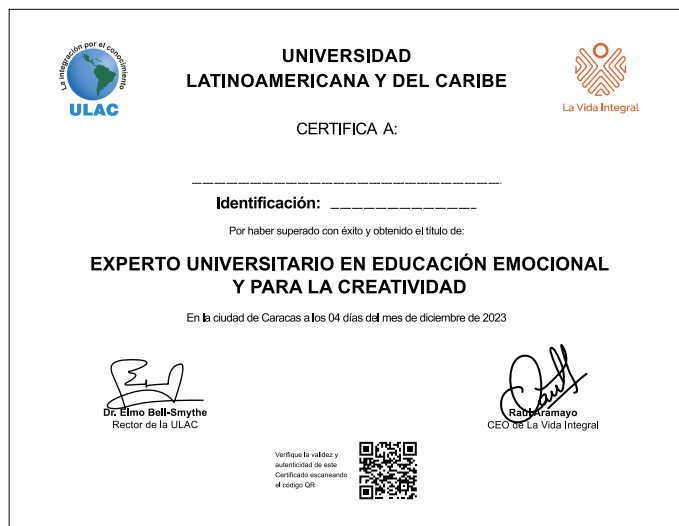 La integración por el conocimiento
ULAC
UNIVERSIDAD
LATINOAMERICANA Y DEL CARIBE
La Vida Integral
CERTIFICA A:
Identificación:
Por haber superado con éxito y obtenido el título de:
EXPERTO UNIVERSITARIO EN EDUCACIÓN EMOCIONAL
Y PARA LA CREATIVIDAD
En la ciudad de Caracas a los 04 días del mes de diciembre de 2023
Dr. Elmo Bell-Smythe
Rector de la ULAC
Raúl Aramayo
CEO de La Vida Integral
Verifique la validez y
autenticidad de este
Certificado escaneando
el código QR